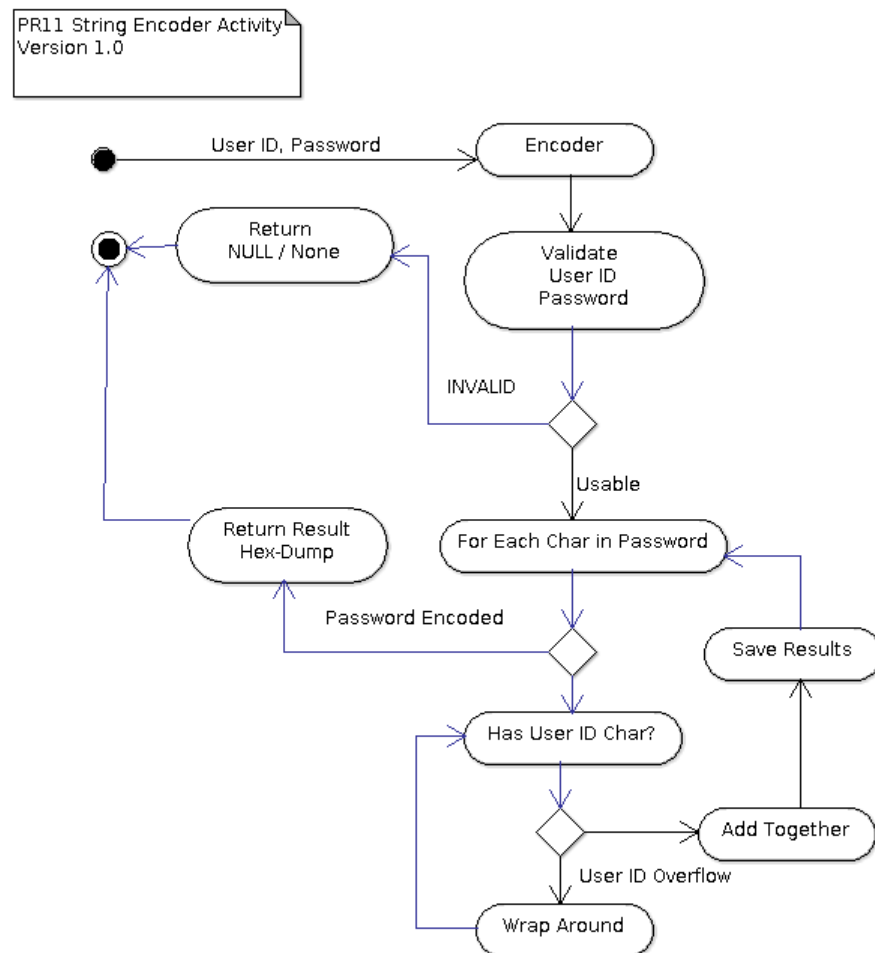 PR11 String Encoder Activity
Version 1.0
User ID, Password
Encoder
Return
NULL / None
Validate
User ID
Password
INVALID
Usable
Return Result
Hex-Dump
For Each Char in Password
Password Encoded
Save Results
Has User ID Char?
Add Together
User ID Overflow
Wrap Around